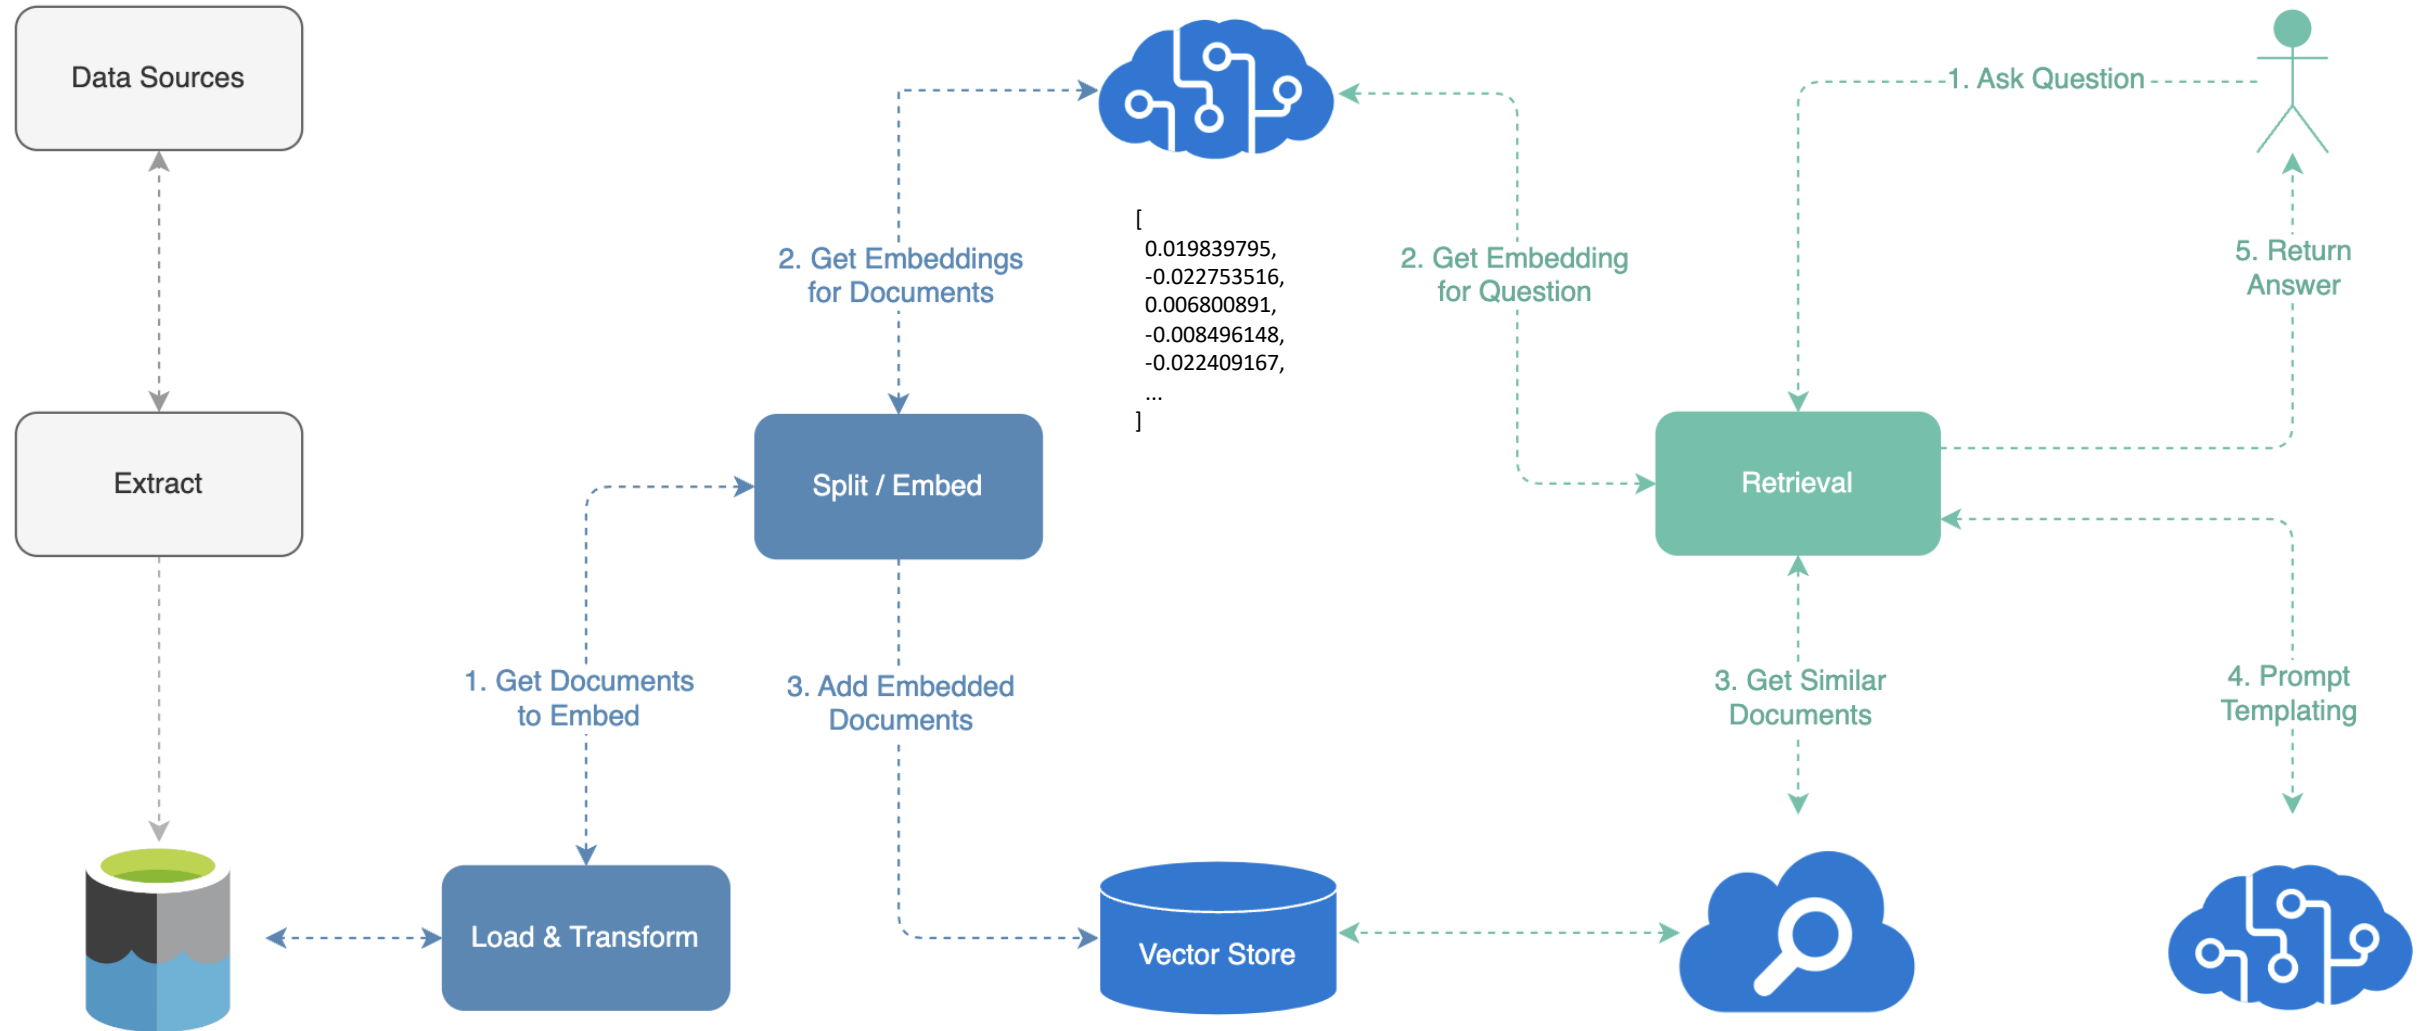 Data Sources
1. Ask Question
[
0.019839795,
-0.022753516,
0.006800891,
-0.008496148,
-0.022409167,
...
]
2. Get Embeddings
for Documents
2. Get Embedding
for Question
5. Return
Answer
Extract
Split / Embed
Retrieval
1. Get Documents
to Embed
3. Add Embedded
Documents
3. Get Similar
Documents
4. Prompt
Templating
Load & Transform
Vector Store